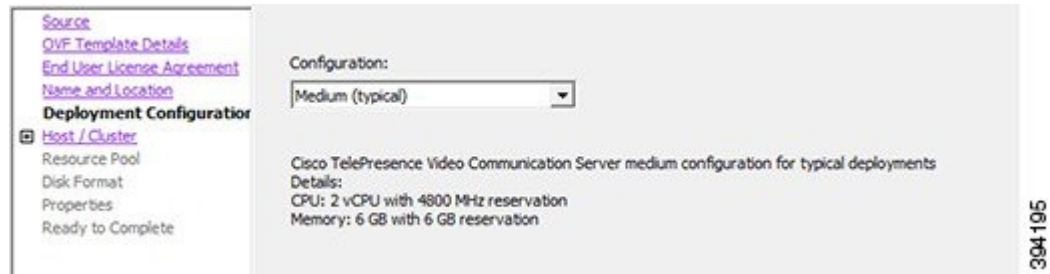 Source
OVF Template Details
End User License Agreement
Name and Location
Deployment Configuration
Host / Cluster
Resource Pool
Disk Format
Properties
Ready to Complete
Configuration:
Medium (typical)
Cisco TelePresence Video Communication Server medium configuration for typical deployments
Details:
CPU: 2 vCPU with 4800 MHz reservation
Memory: 6 GB with 6 GB reservation
394195